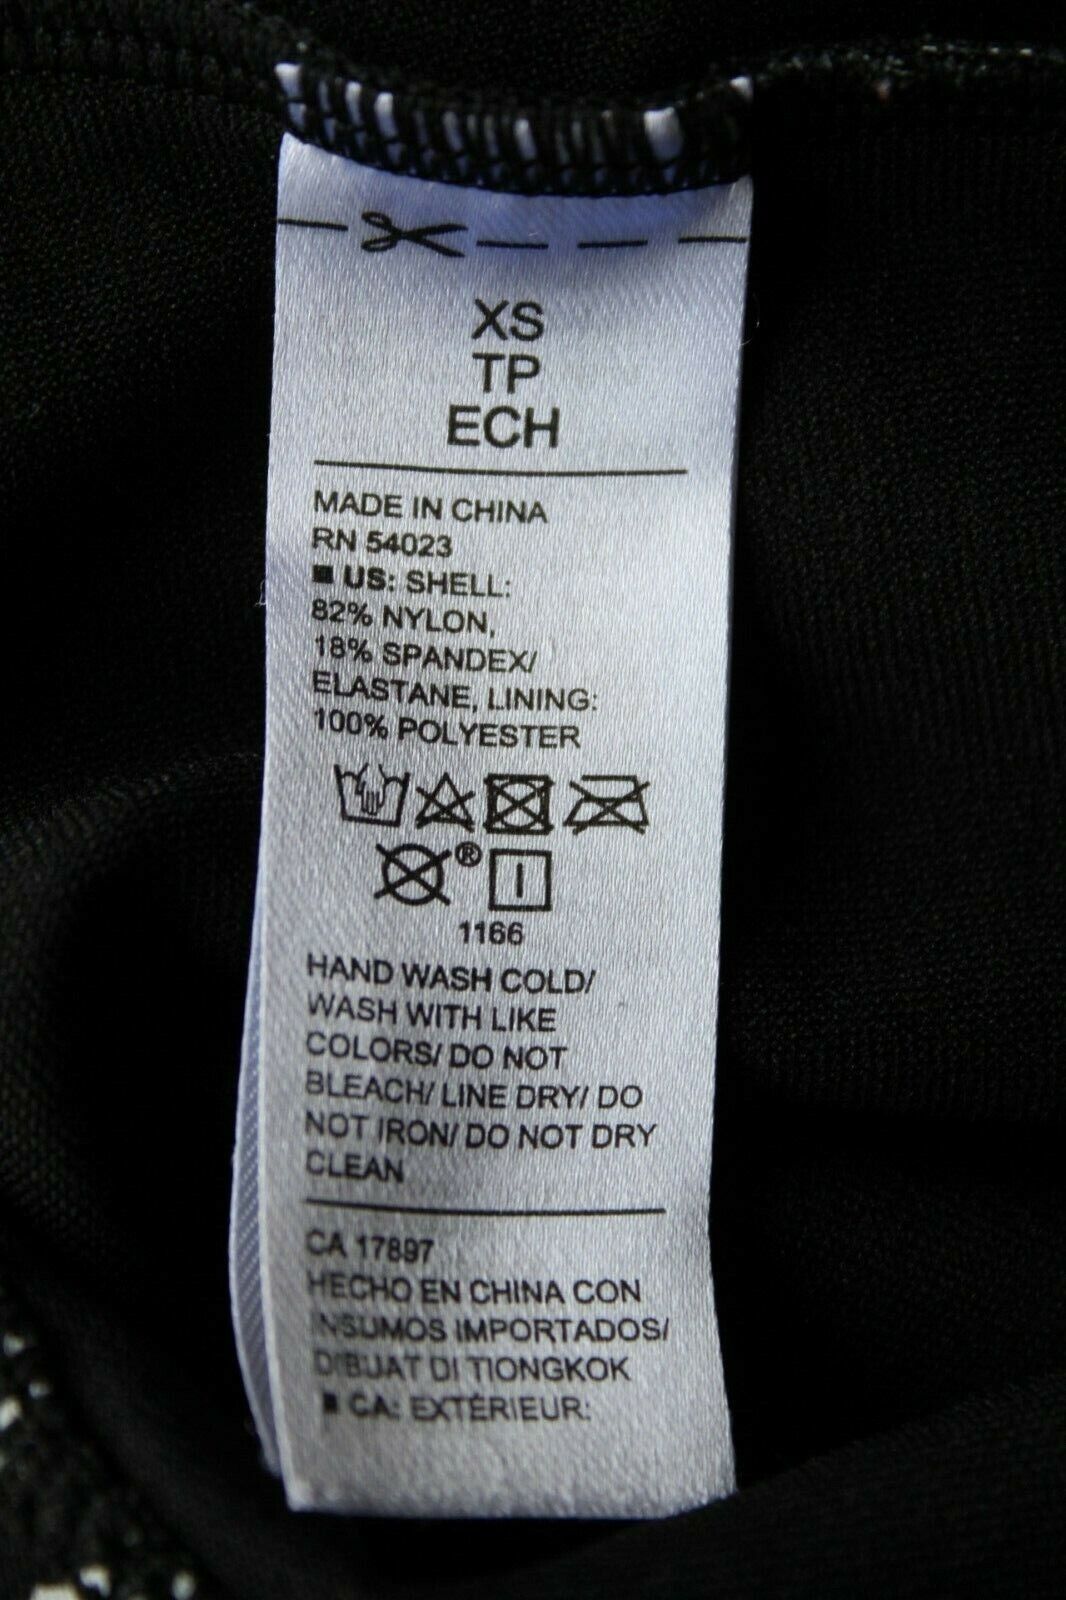 XS
TP
ECH
MADE IN CHINA
RN 54023
■ US: SHELL:
82% NYLON,
18% SPANDEX/
ELASTANE, LINING:
100% POLYESTER
®
1166
HAND WASH COLD/
WASH WITH LIKE
COLORS/ DO NOT
BLEACH/ LINE DRY/ DO
NOT IRON/ DO NOT DRY
CLEAN
CA 17897
HECHO EN CHINA CON
INSUMOS IMPORTADOS/
DIBUAT DI TIONGKOK
■ CA: EXTÉRIEUR: